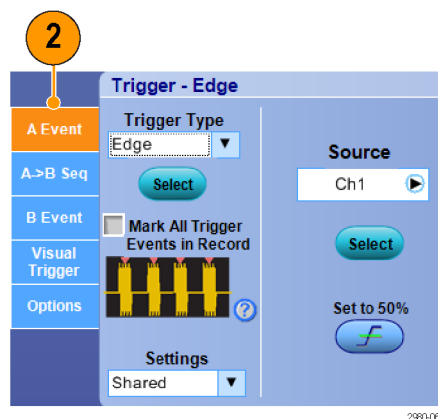 2
Trigger - Edge
A Event
A->B Seq
B Event
Visual
Trigger
Options
Trigger Type
Edge
Select
Mark All Trigger
Events in Record
?
Settings
Shared
Source
Ch1
Select
Set to 50%